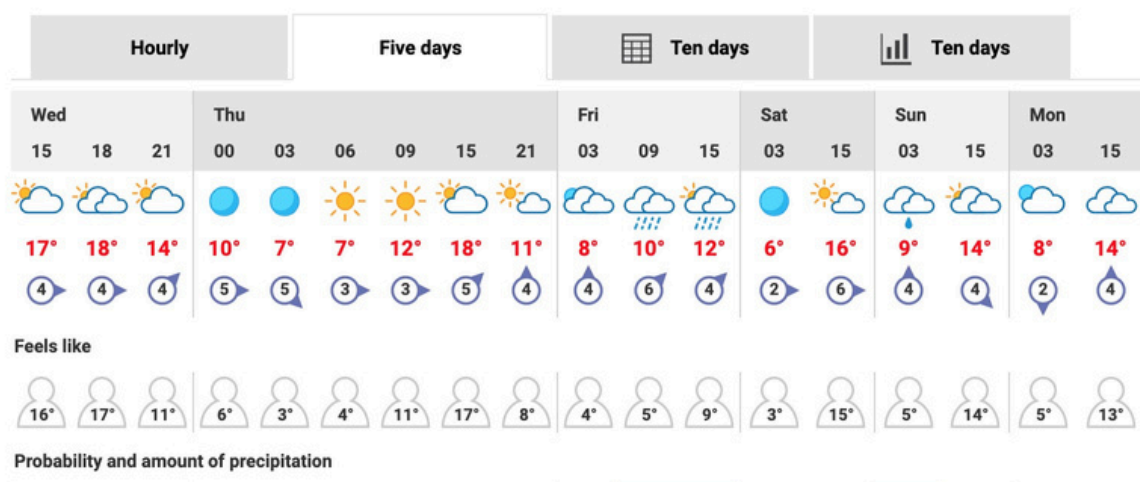 Hourly Five days Ten days Ten days
Wed Thu Fri Sat Sun Mon
15 18 21 00 03 06 09 15 21 03 09 15 03 15 03 15 03 15
17° 18° 14° 10° 7° 7° 12° 18° 11° 8° 10° 12° 6° 16° 9° 14° 8° 14°
4 4 4 5 5 3 3 5 4 4 6 4 2 6 4 4 2 4
Feels like
16° 17° 11° 6° 3° 4° 11° 17° 8° 4° 5° 9° 3° 15° 5° 14° 5° 13°
Probability and amount of precipitation